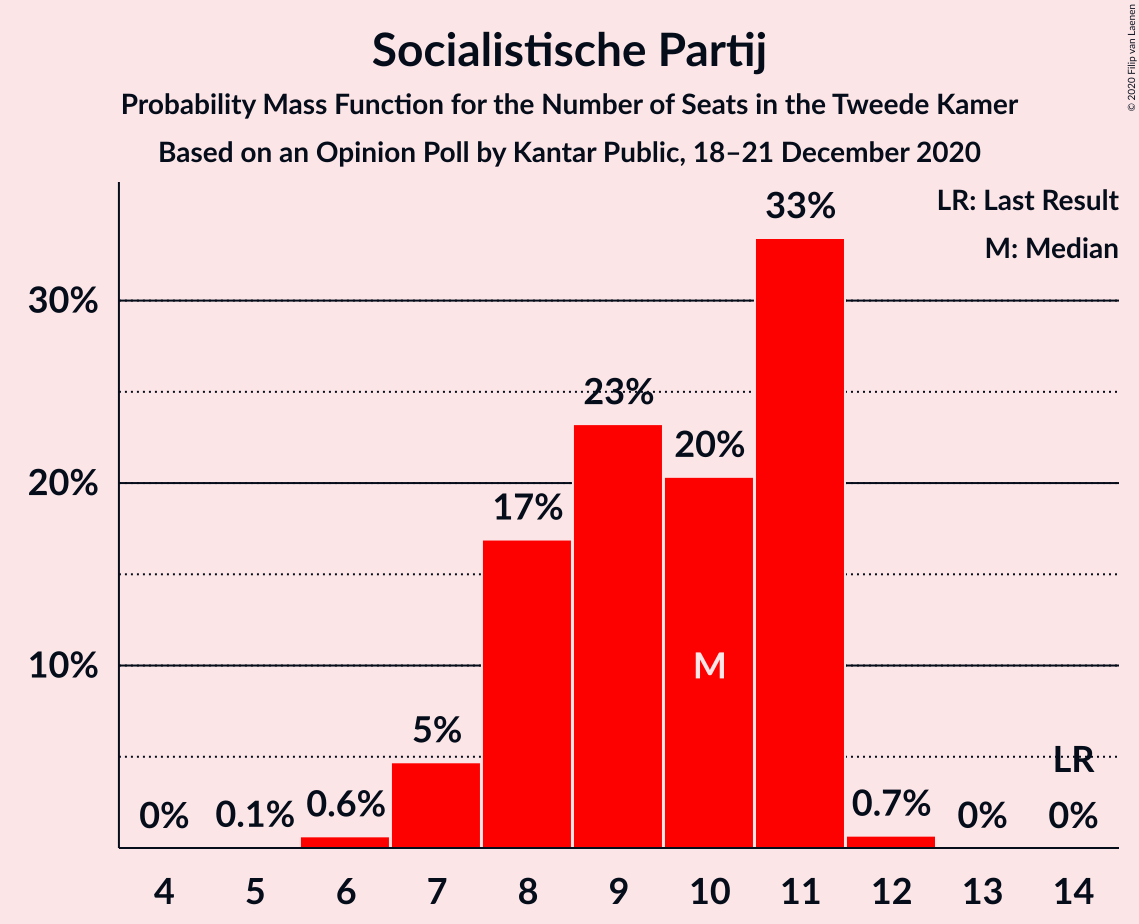 Socialistische Partij
Probability Mass Function for the Number of Seats in the Tweede Kamer
Based on an Opinion Poll by Kantar Public, 18–21 December 2020
© 2020 Filip van Laenen
LR: Last Result
M: Median
30%
20%
10%
0%
0.1%
0.6%
5%
17%
23%
20%
33%
0.7%
0%
0%
M
LR
4 5 6 7 8 9 10 11 12 13 14